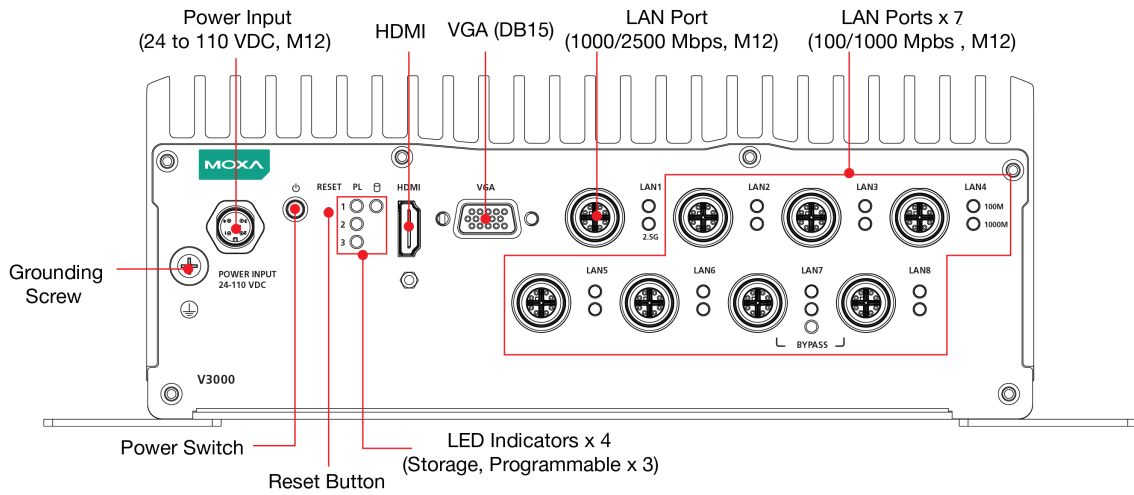 Power Input
(24 to 110 VDC, M12)
HDMI
VGA (DB15)
LAN Port
(1000/2500 Mbps, M12)
LAN Ports x 7
(100/1000 Mpbs , M12)
MOXA
RESET
PL
HDMI
VGA
LAN1
LAN2
LAN3
LAN4
1
2
3
2.5G
100M
1000M
POWER INPUT
24-110 VDC
Grounding
Screw
LAN5
LAN6
LAN7
LAN8
BYPASS
V3000
Power Switch
LED Indicators x 4
(Storage, Programmable x 3)
Reset Button